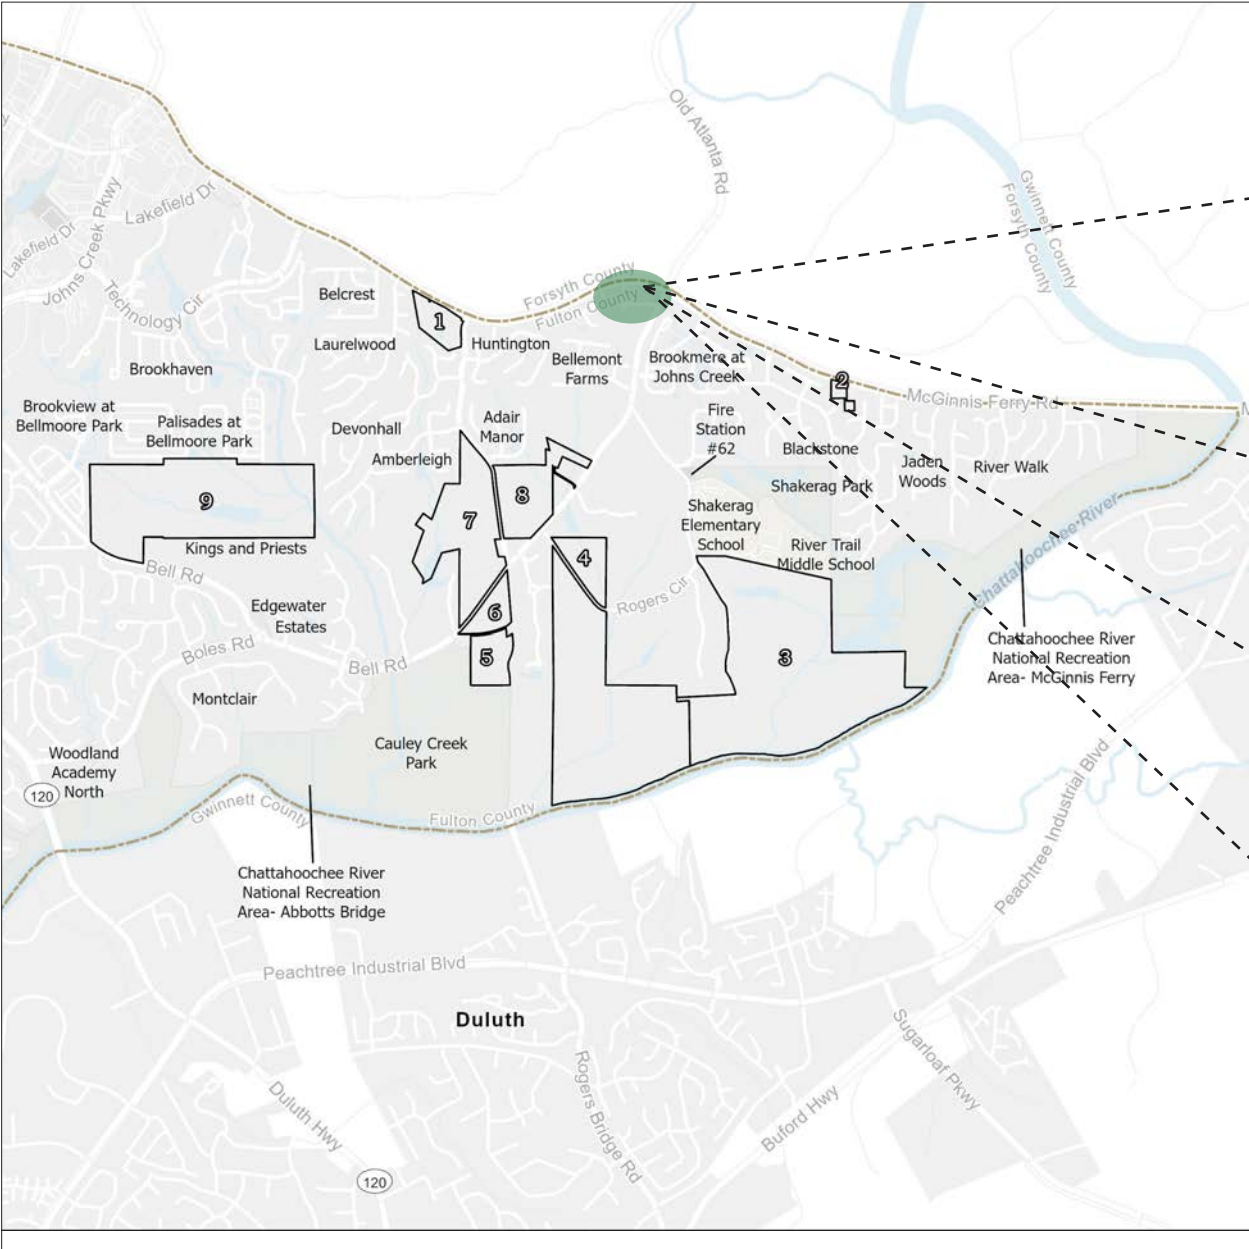 Old Atlanta Rd
Gwinnett County
Forsyth County
Lakefield Dr
Lakefield Dr
Johns Creek Pkwy
Technology Cir
Forsyth County
Fulton County
Belcrest
1
Laurelwood
Huntington
Bellemont
Farms
Brookmere at
Johns Creek
2
McGinnis Ferry Rd
Brookhaven
Brookview at
Bellmoore Park
Palisades at
Bellmoore Park
Devonhall
Adair
Manor
Fire
Station
#62
Amberleigh
Blackstone
Jaden
Woods
River Walk
Shakerag Park
9
7
8
Shakerag
Elementary
School
River Trail
Middle School
Kings and Priests
Bell Rd
4
Rogers Cir
Chattahoochee River
Edgewater
Estates
6
Boles Rd
Bell Rd
5
3
Chattahoochee River
National Recreation
Area- McGinnis Ferry
Montclair
Cauley Creek
Park
Woodland
Academy
North
120
Gwinnett County
Fulton County
Peachtree Industrial Blvd
Chattahoochee River
National Recreation
Area- Abbotts Bridge
Peachtree Industrial Blvd
Duluth
Rogers Bridge Rd
Sugarloaf Pkwy
Buford Hwy
Duluth Hwy
120